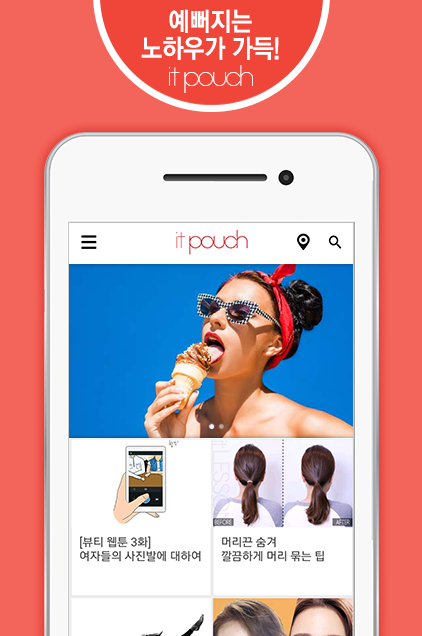 예뻐지는
노하우가 가득!
it pouch
it pouch
BEFORE
AFTER
[뷰티 웹툰 3화]
여자들의 사진발에 대하여
머리끈 숨겨
깔끔하게 머리 묶는 팁